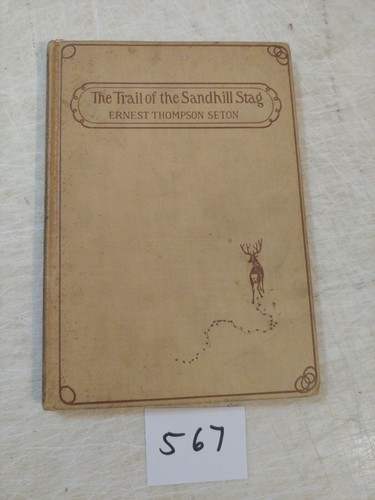 The Trail of the Sandhill Stag
ERNEST THOMPSON SETON
567